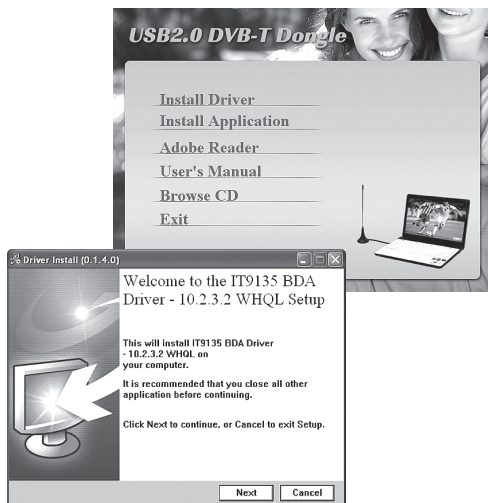 USB2.0 DVB-T Dongle
Install Driver
Install Application
Adobe Reader
User's Manual
Browse CD
Exit
Driver Install (0.1.4.0)
Welcome to the IT9135 BDA
Driver - 10.2.3.2 WHQL Setup
This will install IT9135 BDA Driver
- 10.2.3.2 WHQL on
your computer.
It is recommended that you close all other
application before continuing.
Click Next to continue, or Cancel to exit Setup.
Next
Cancel